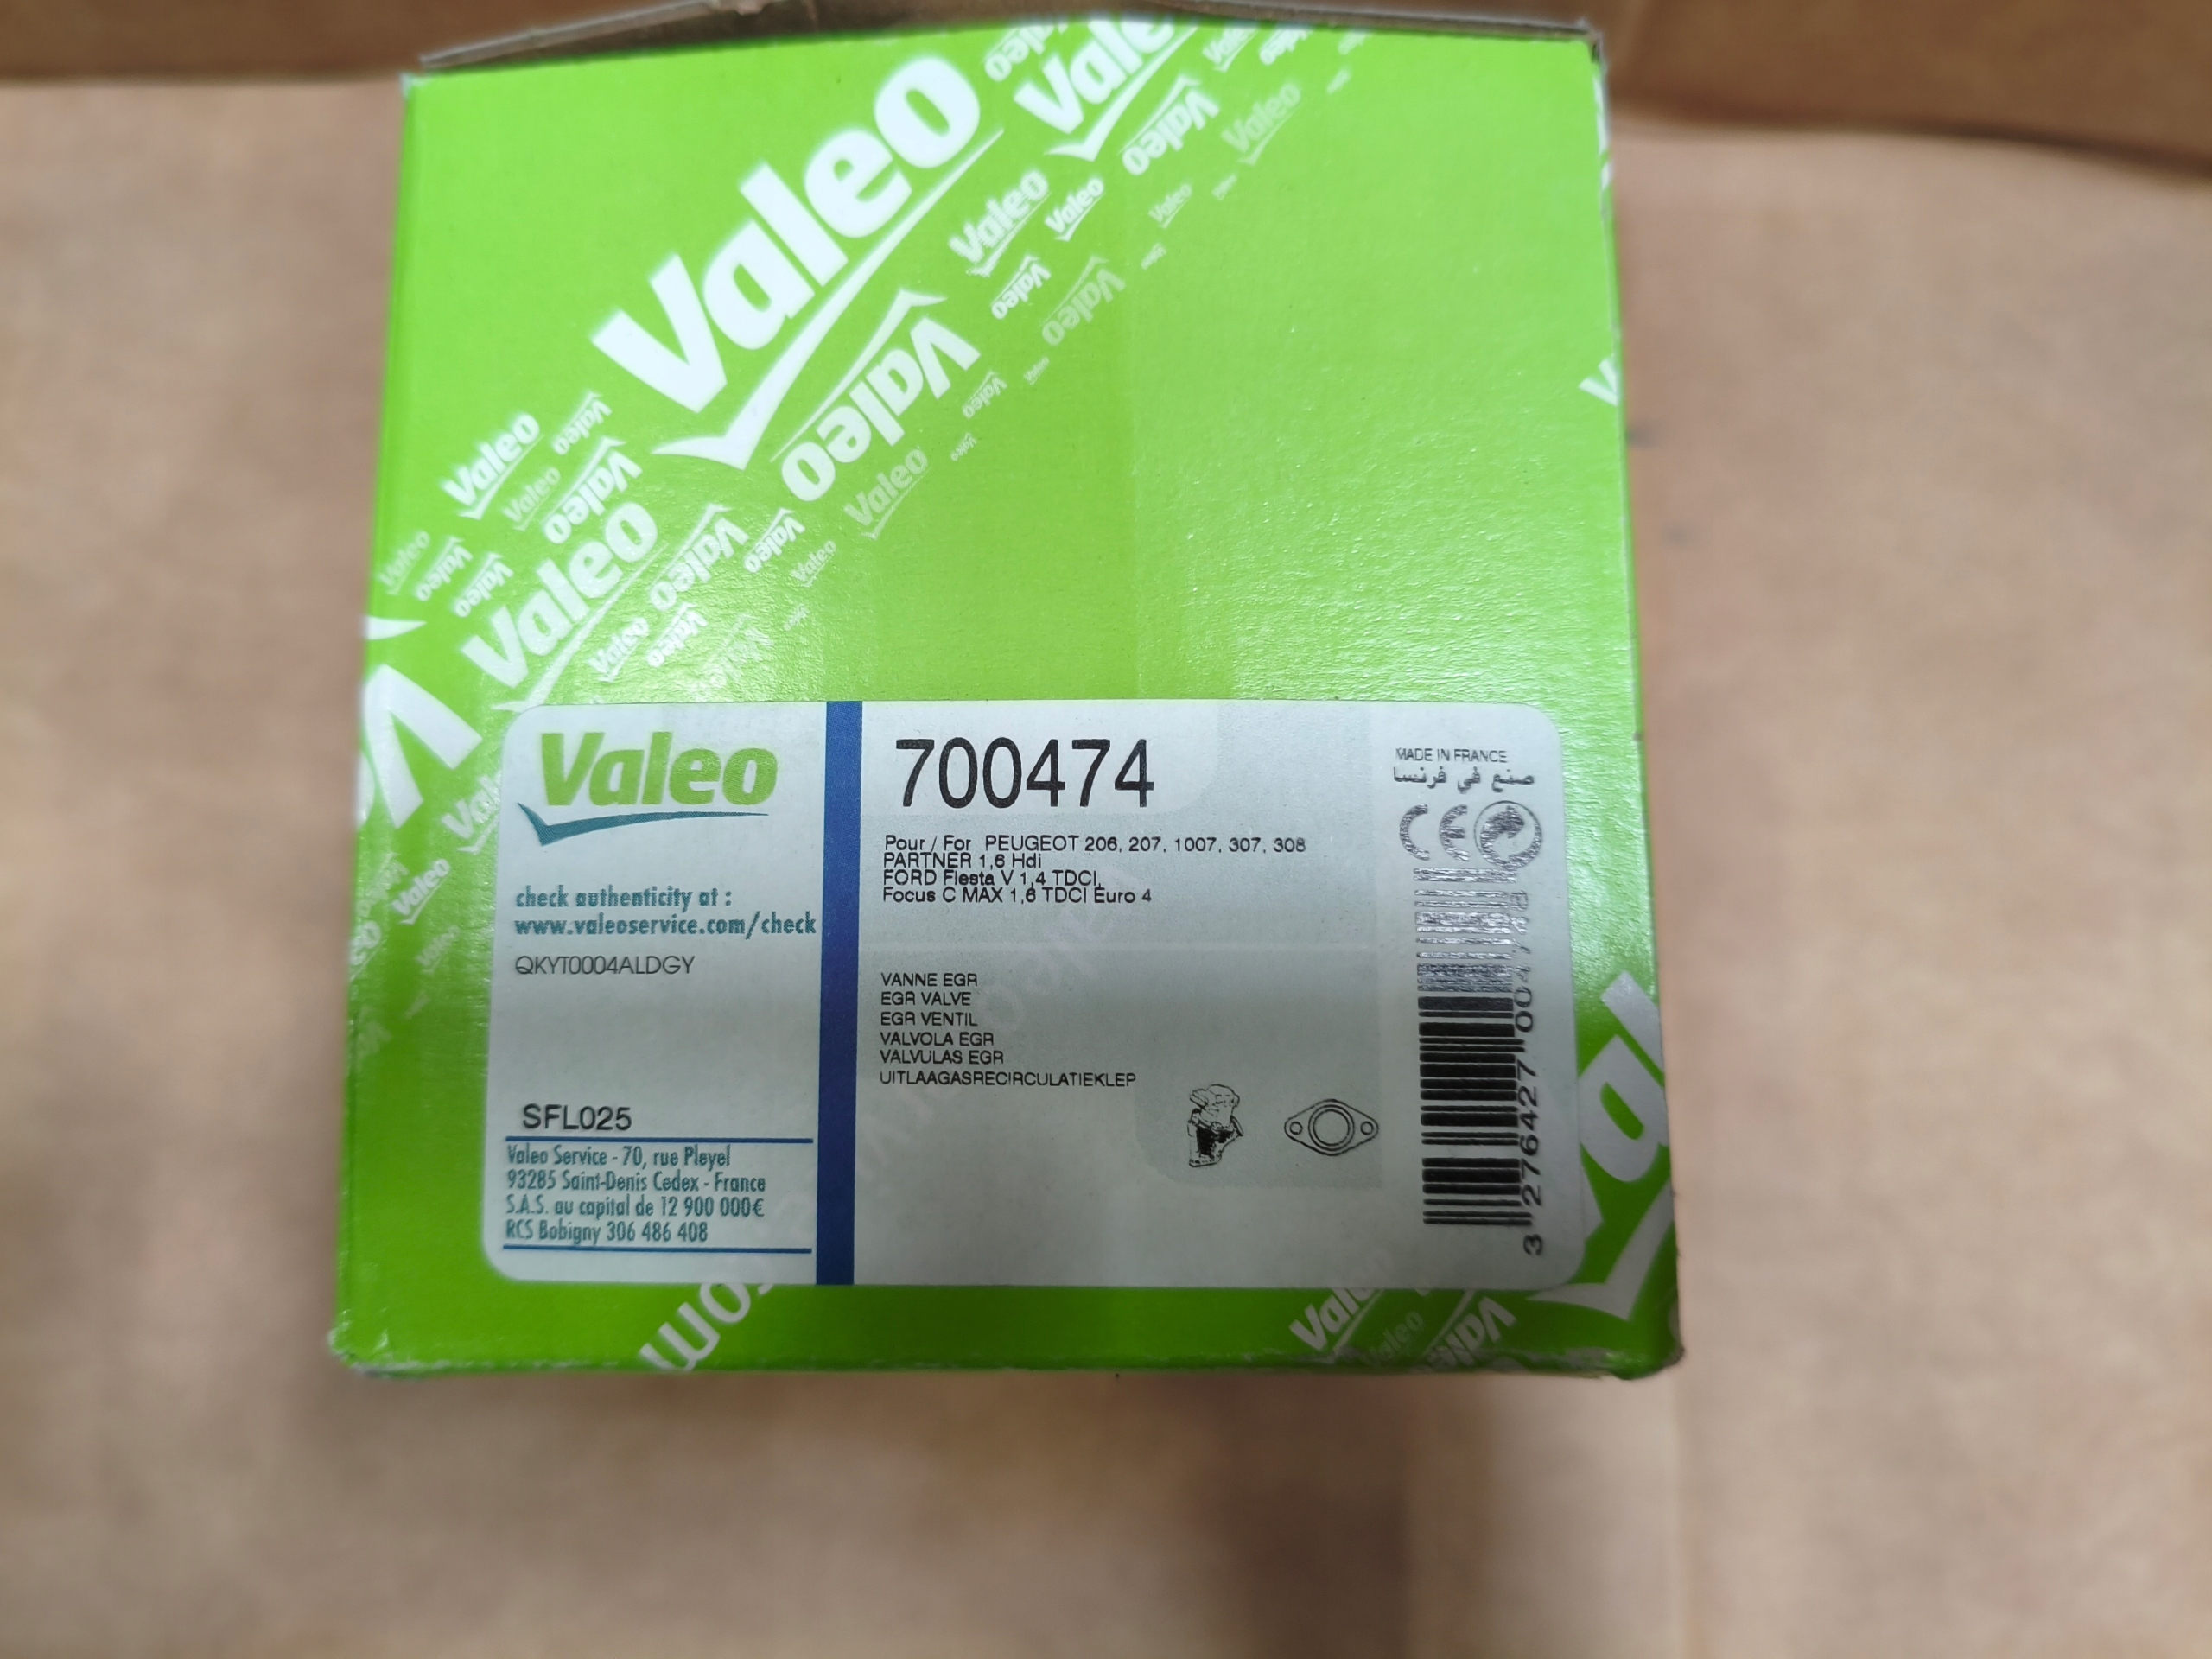 Valeo
Valeo
check authenticity at :
www.valeoservice.com/check
QKYT0004ALDGY
SFL025
Valeo Service - 70, rue Pleyel
93285 Saint-Denis Cedex - France
S.A.S. au capital de 12 900 000€
RCS Bobigny 306 486 408
700474
Pour / For PEUGEOT 206, 207, 1007, 307, 308
PARTNER 1,6 Hdi
FORD Fiesta V 1,4 TDCI,
Focus C MAX 1,6 TDCI Euro 4
VANNE EGR
EGR VALVE
EGR VENTIL
VALVOLA EGR
VALVULAS EGR
UITLAAGASRECIRCULATIEKLEP
MADE IN FRANCE
صنع في فرنسا
CE